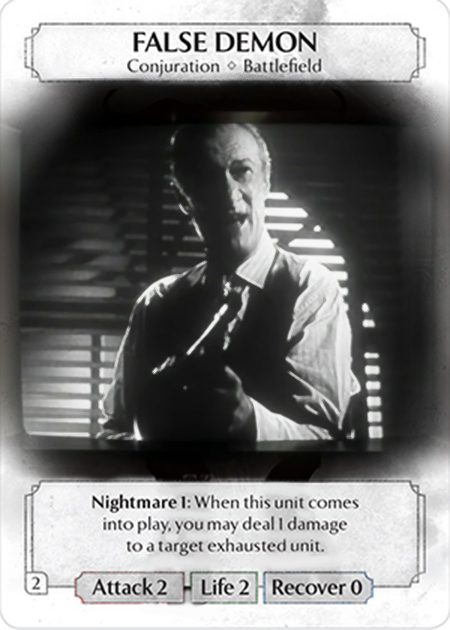 FALSE DEMON
Conjuration ◇ Battlefield
Nightmare 1: When this unit comes
into play, you may deal 1 damage
to a target exhausted unit.
2
Attack 2 - Life 2 Recover 0